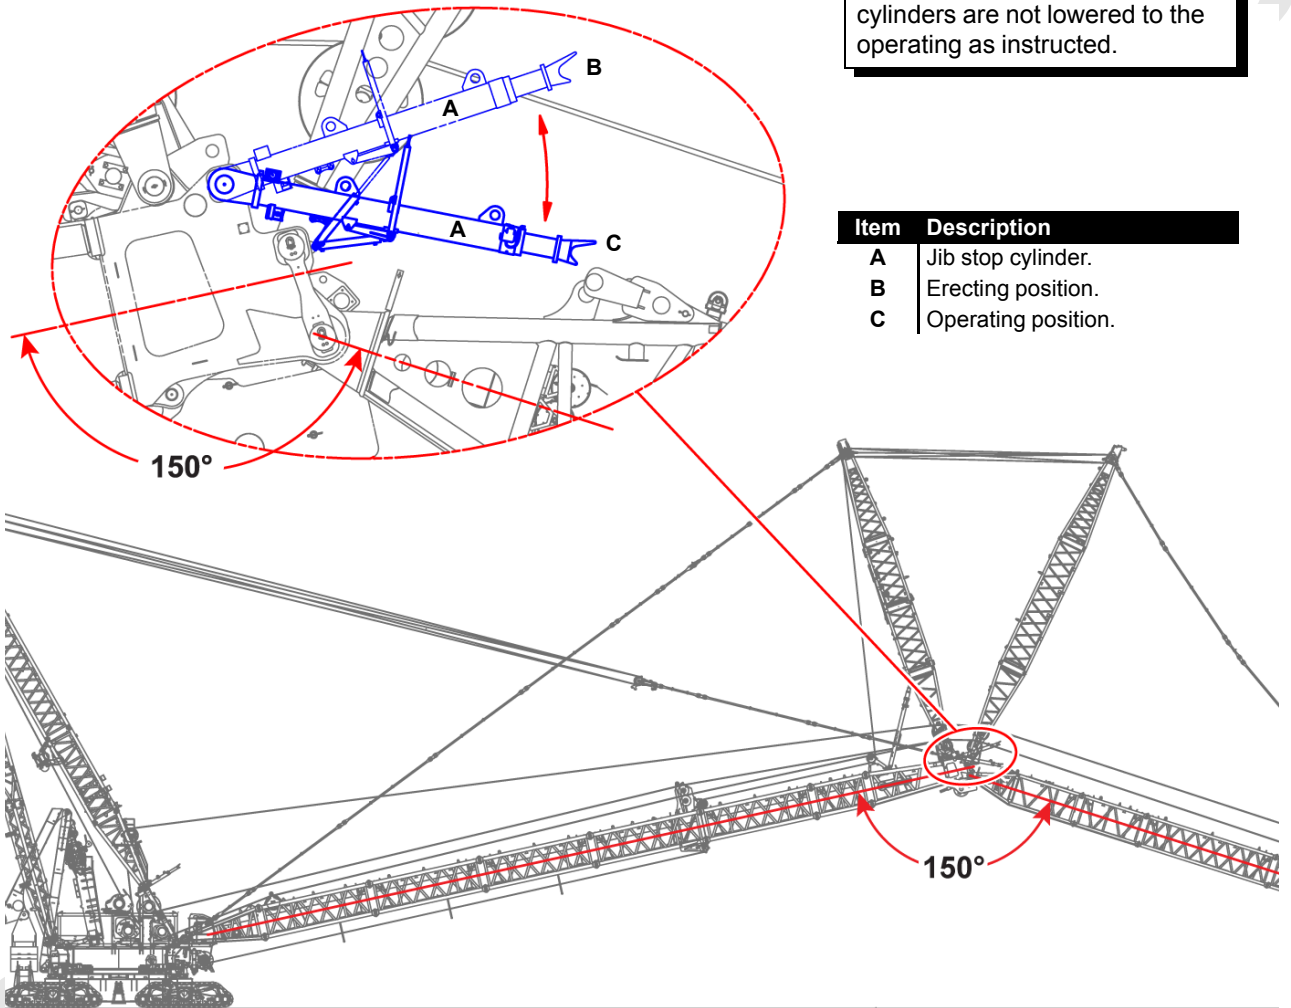 cylinders are not lowered to the
operating as instructed.
B
A
A
C
Item Description
A Jib stop cylinder.
B Erecting position.
C Operating position.
150°
150°